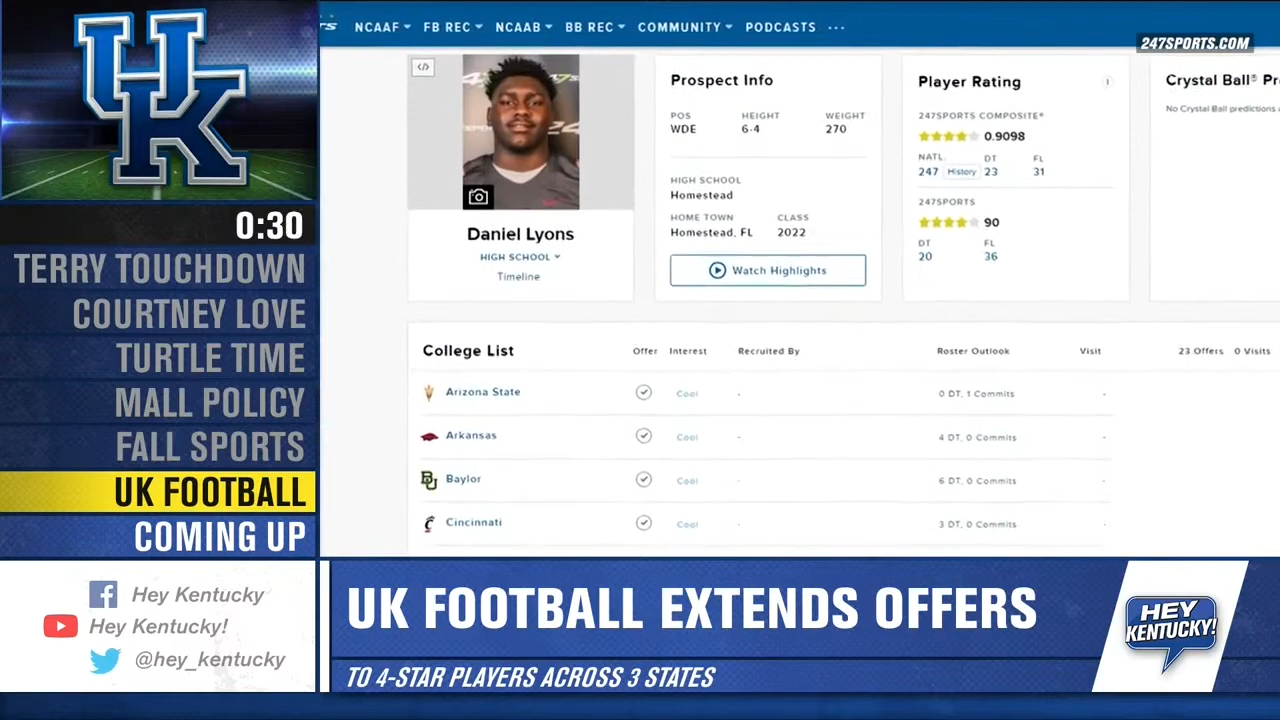 NCAAF FB REC NCAAB BB REC COMMUNITY PODCASTS ...
247SPORTS.COM
UK
0:30
TERRY TOUCHDOWN
COURTNEY LOVE
TURTLE TIME
MALL POLICY
FALL SPORTS
UK FOOTBALL
COMING UP
Hey Kentucky
Hey Kentucky!
@hey_kentucky
</>
Daniel Lyons
HIGH SCHOOL
Timeline
Prospect Info
POS HEIGHT WEIGHT
WDE 6-4 270
HIGH SCHOOL
Homestead
HOME TOWN CLASS
Homestead, FL 2022
Watch Highlights
Player Rating
247SPORTS COMPOSITE®
0.9098
NATL. DT FL
247 History 23 31
247SPORTS
90
DT FL
20 36
Crystal Ball®
No Crystal Ball predictions
College List Offer Interest Recruited By Roster Outlook Visit 23 Offers 0 Visits
Arizona State Cool - 0 DT, 1 Commits -
Arkansas Cool - 4 DT, 0 Commits -
Baylor Cool - 6 DT, 0 Commits -
Cincinnati Cool - 3 DT, 0 Commits -
UK FOOTBALL EXTENDS OFFERS
TO 4-STAR PLAYERS ACROSS 3 STATES
HEY
KENTUCKY!